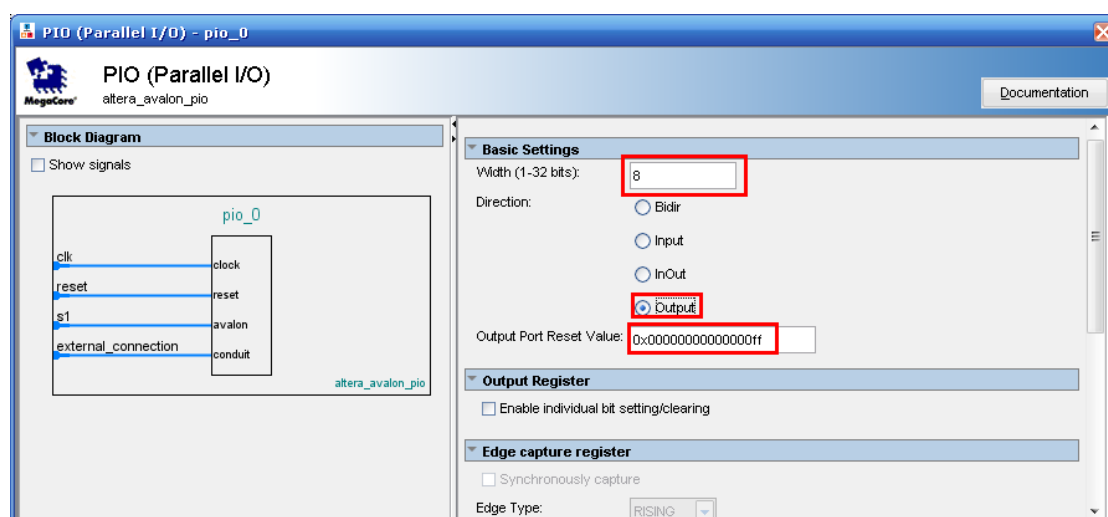 PIO (Parallel I/O) - pio_0
MegaCore'
PIO (Parallel I/O)
altera_avalon_pio
Documentation
Block Diagram
Show signals
pio_0
clk
clock
reset
reset
s1
avalon
external_connection
conduit
altera_avalon_pio
Basic Settings
Width (1-32 bits):
8
Direction:
Bidir
Input
InOut
Output
Output Port Reset Value:
0x00000000000000ff
Output Register
Enable individual bit setting/clearing
Edge capture register
Synchronously capture
Edge Type:
RISING